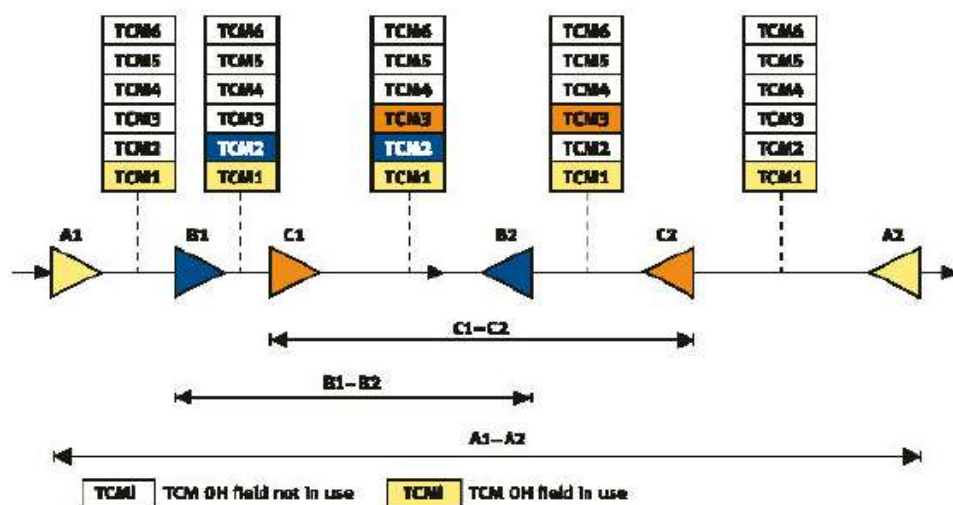 TCM6 TCM6 TCM6 TCM6 TCM6
TCM5 TCM5 TCM5 TCM5 TCM5
TCM4 TCM4 TCM4 TCM4 TCM4
TCM3 TCM3 TCM3 TCM3 TCM3
TCM2 TCM2 TCM2 TCM2 TCM2
TCM1 TCM1 TCM1 TCM1 TCM1
A1 B1 C1 B2 C2 A2
C1–C2
B1–B2
A1–A2
TCMi TCM OH field not in use TCMi TCM OH field in use